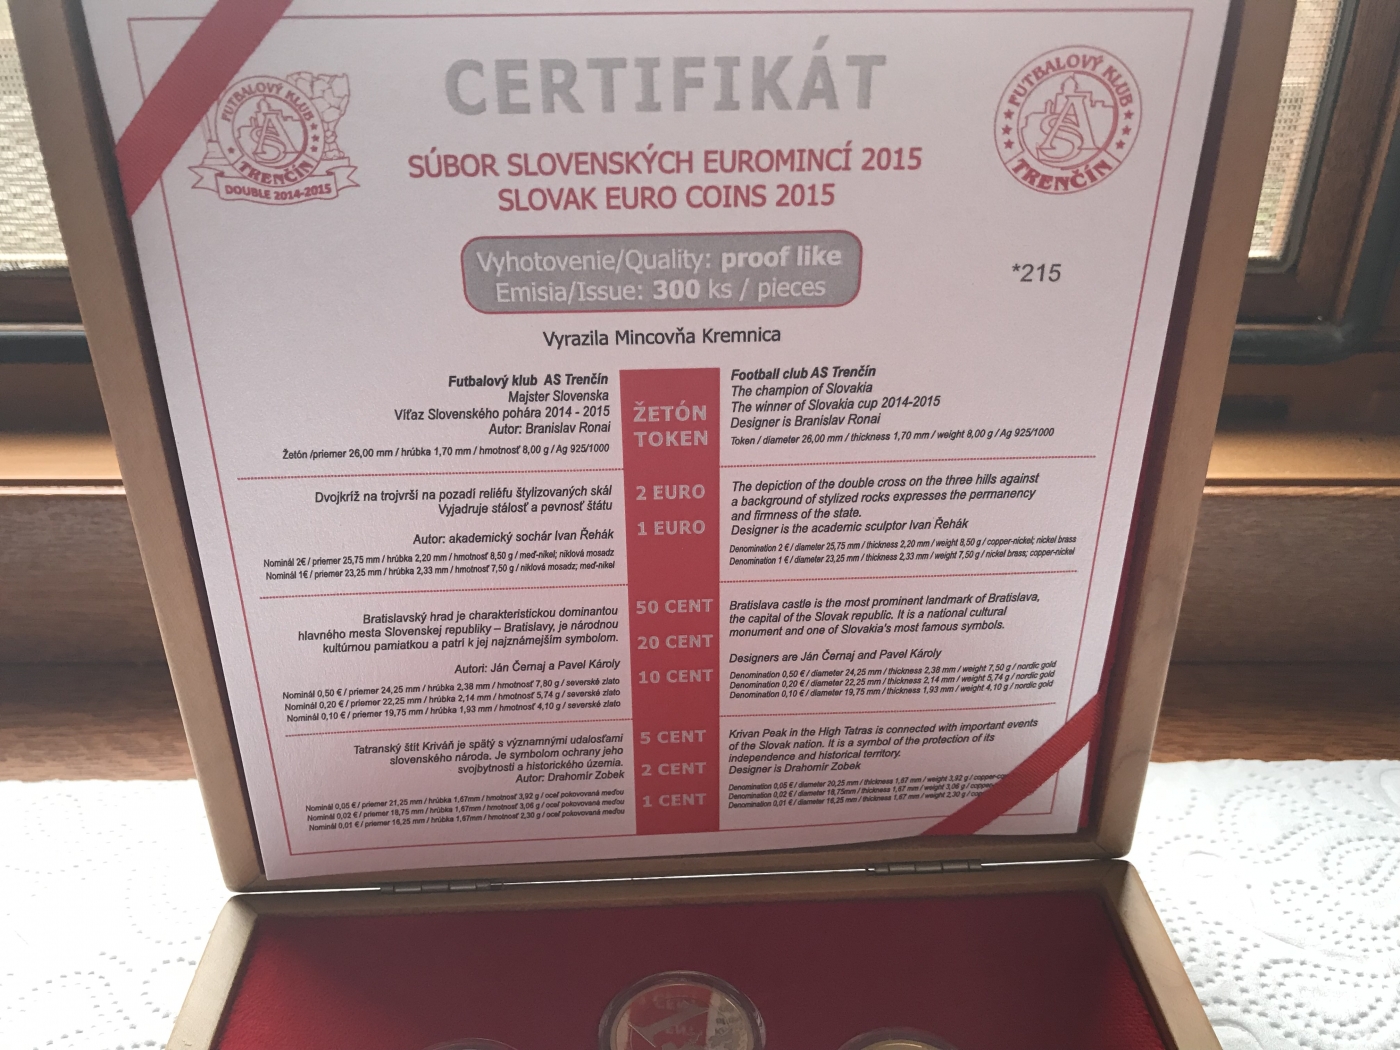 FUTBALOVÝ KLUB
AS
TRENČÍN
DOUBLE 2014-2015
CERTIFIKÁT
SÚBOR SLOVENSKÝCH EUROMINCÍ 2015
SLOVAK EURO COINS 2015
FUTBALOVÝ KLUB
AS
TRENČÍN
Vyhotovenie/Quality: proof like
Emisia/Issue: 300 ks / pieces
*215
Vyrazila Mincovňa Kremnica
Futbalový klub AS Trenčín
Majster Slovenska
Víťaz Slovenského pohára 2014 - 2015
Autor: Branislav Ronai
Žetón /priemer 26,00 mm / hrúbka 1,70 mm / hmotnosť 8,00 g / Ag 925/1000
ŽETÓN
TOKEN
Football club AS Trenčín
The champion of Slovakia
The winner of Slovakia cup 2014-2015
Designer is Branislav Ronai
Token / diameter 26,00 mm / thickness 1,70 mm / weight 8,00 g / Ag 925/1000
Dvojkríž na trojvrší na pozadí reliéfu štylizovaných skál
Vyjadruje stálosť a pevnosť štátu
Autor: akademický sochár Ivan Řehák
Nominál 2€ / priemer 25,75 mm / hrúbka 2,20 mm / hmotnosť 8,50 g / meď-nikel; niklová mosadz
Nominál 1€ / priemer 23,25 mm / hrúbka 2,33 mm / hmotnosť 7,50 g / niklová mosadz; meď-nikel
2 EURO
1 EURO
The depiction of the double cross on the three hills against
a background of stylized rocks expresses the permanency
and firmness of the state.
Designer is the academic sculptor Ivan Řehák
Denomination 2 € / diameter 25,75 mm / thickness 2,20 mm / weight 8,50 g / copper-nickel; nickel brass
Denomination 1 € / diameter 23,25 mm / thickness 2,33 mm / weight 7,50 g / nickel brass; copper-nickel
Bratislavský hrad je charakteristickou dominantou
hlavného mesta Slovenskej republiky – Bratislavy, je národnou
kultúrnou pamiatkou a patrí k jej najznámejším symbolom.
Autori: Ján Černaj a Pavel Károly
Nominál 0,50 € / priemer 24,25 mm / hrúbka 2,38 mm / hmotnosť 7,80 g / severské zlato
Nominál 0,20 € / priemer 22,25 mm / hrúbka 2,14 mm / hmotnosť 5,74 g / severské zlato
Nominál 0,10 € / priemer 19,75 mm / hrúbka 1,93 mm / hmotnosť 4,10 g / severské zlato
50 CENT
20 CENT
10 CENT
Bratislava castle is the most prominent landmark of Bratislava,
the capital of the Slovak republic. It is a national cultural
monument and one of Slovakia's most famous symbols.
Designers are Ján Černaj and Pavel Károly
Denomination 0,50 € / diameter 24,25 mm / thickness 2,38 mm / weight 7,50 g / nordic gold
Denomination 0,20 € / diameter 22,25 mm / thickness 2.14 mm / weight 5,74 g / nordic gold
Denomination 0,10 € / diameter 19,75 mm / thickness 1,93 mm / weight 4,10 g / nordic gold
Tatranský štít Kriváň je spätý s významnými udalosťami
slovenského národa. Je symbolom ochrany jeho
svojbytnosti a historického územia.
Autor: Drahomír Zobek
Nominál 0,05 € / priemer 21,25 mm / hrúbka 1,67mm / hmotnosť 3,92 g / oceľ pokovovaná meďou
Nominál 0,02 € / priemer 18,75 mm / hrúbka 1,67mm / hmotnosť 3,06 g / oceľ pokovovaná meďou
Nominál 0,01 € / priemer 16,25 mm / hrúbka 1,67mm / hmotnosť 2,30 g / oceľ pokovovaná meďou
5 CENT
2 CENT
1 CENT
Krivan Peak in the High Tatras is connected with important events
of the Slovak nation. It is a symbol of the protection of its
independence and historical territory.
Designer is Drahomír Zobek
Denomination 0,05 € / diameter 20,25 mm / thickness 1,67 mm / weight 3,92 g /
Denomination 0,02 € / diameter 18,75mm / thickness 1,67 mm / weight 3,06 g /
Denomination 0,01 € / diameter 16,25 mm / thickness 1,67 mm / weight 2,30 g /